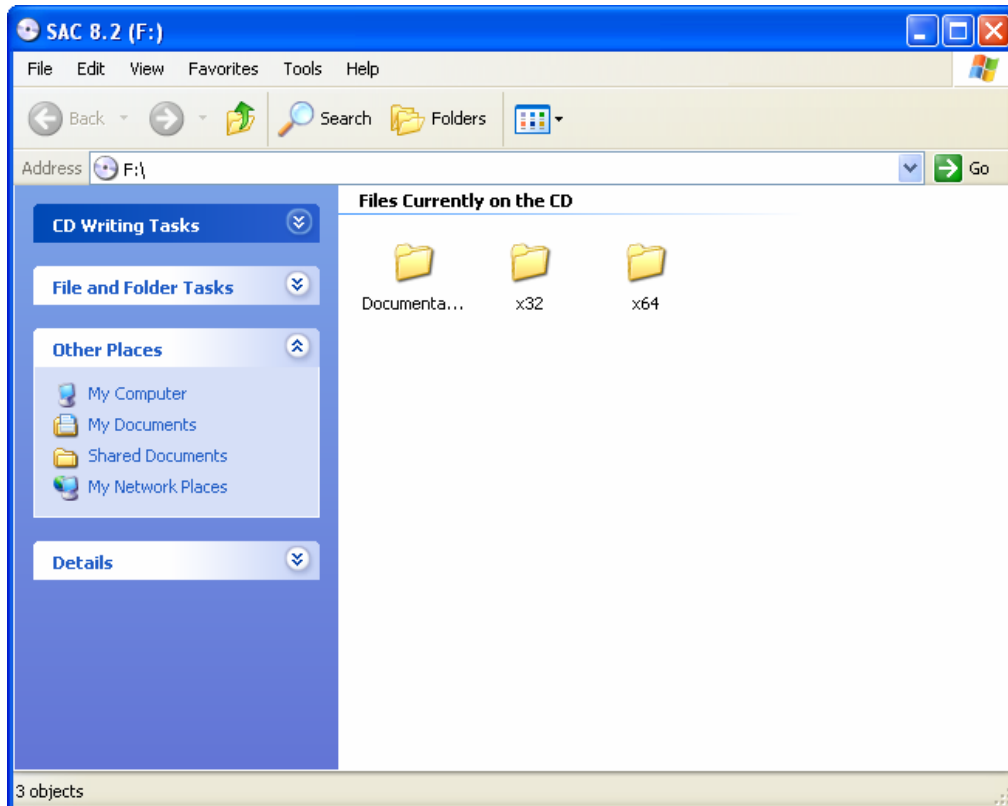 SAC 8.2 (F:)
File Edit View Favorites Tools Help
Back Search Folders
Address F:\ Go
CD Writing Tasks
File and Folder Tasks
Other Places
My Computer
My Documents
Shared Documents
My Network Places
Details
Files Currently on the CD
Documenta... x32 x64
3 objects